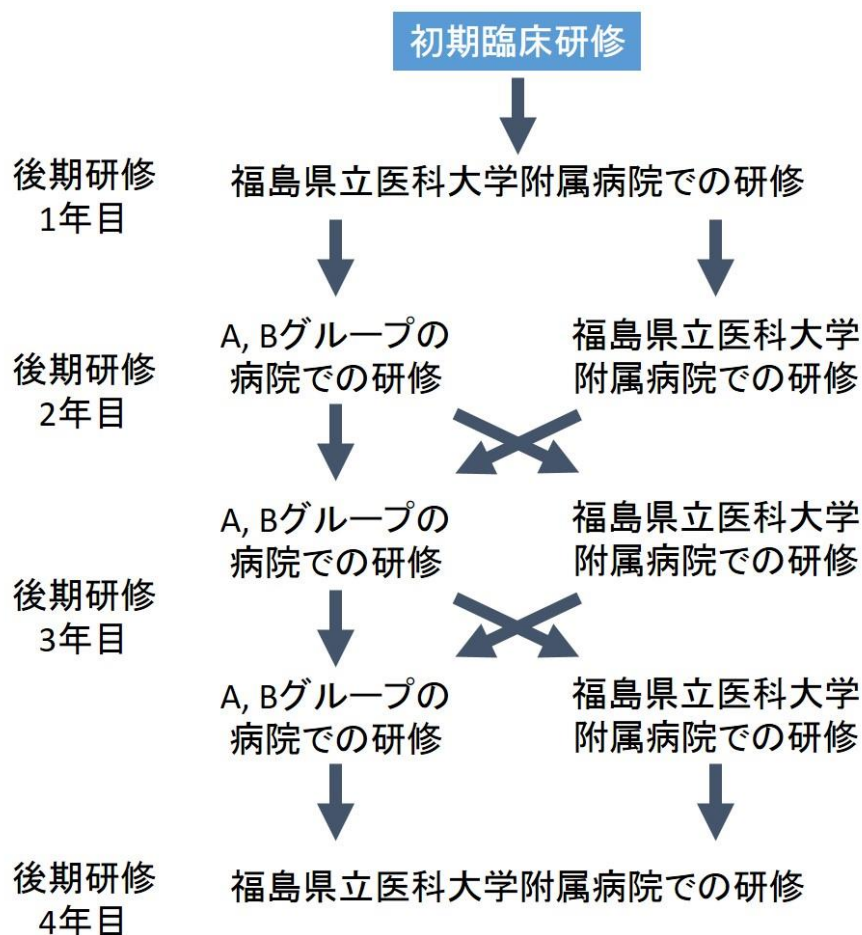 初期臨床研修
後期研修
1年目
福島県立医科大学附属病院での研修
後期研修
2年目
A, Bグループの
病院での研修
福島県立医科大学
附属病院での研修
後期研修
3年目
A, Bグループの
病院での研修
福島県立医科大学
附属病院での研修
A, Bグループの
病院での研修
福島県立医科大学
附属病院での研修
後期研修
4年目
福島県立医科大学附属病院での研修